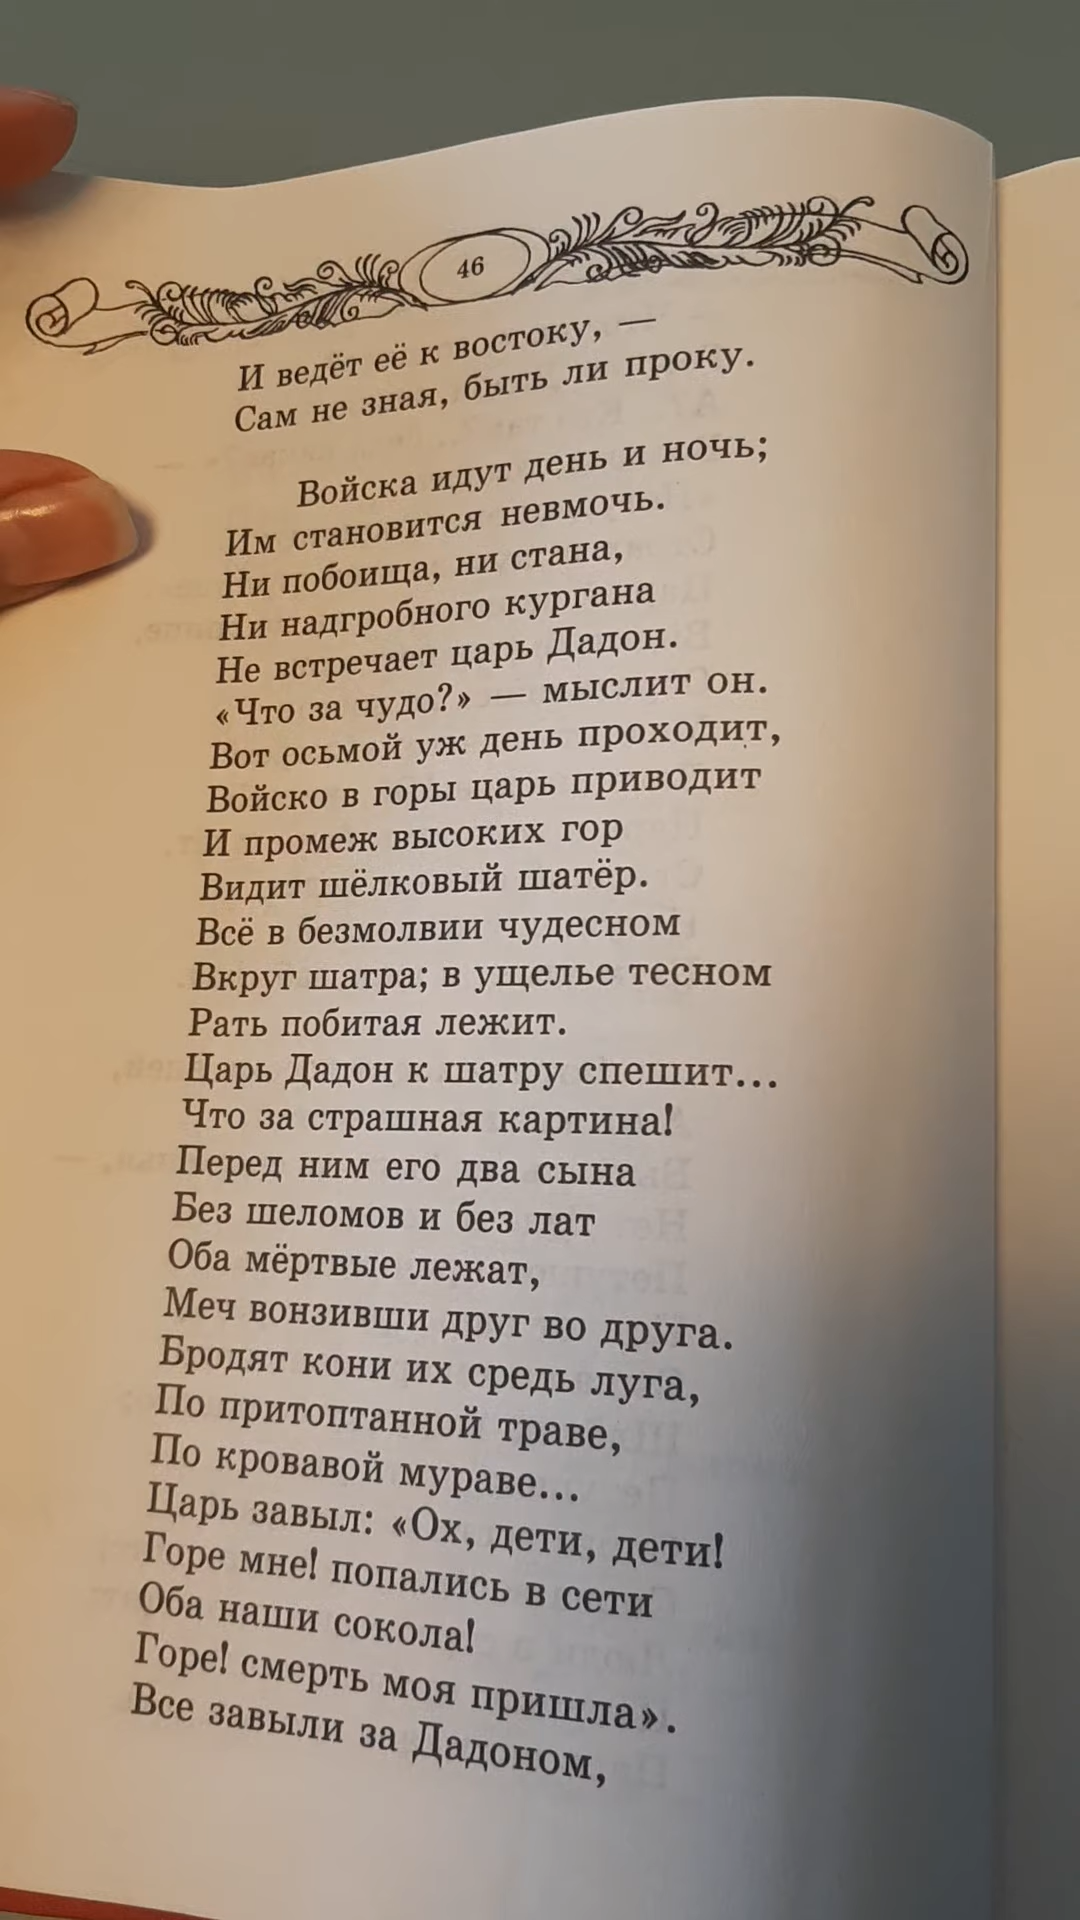 46
И ведёт её к востоку, —
Сам не зная, быть ли проку.
Войска идут день и ночь;
Им становится невмочь.
Ни побоища, ни стана,
Ни надгробного кургана
Не встречает царь Дадон.
«Что за чудо?» — мыслит он.
Вот осьмой уж день проходит,
Войско в горы царь приводит
И промеж высоких гор
Видит шёлковый шатёр.
Всё в безмолвии чудесном
Вкруг шатра; в ущелье тесном
Рать побитая лежит.
Царь Дадон к шатру спешит...
Что за страшная картина!
Перед ним его два сына
Без шеломов и без лат
Оба мёртвые лежат,
Меч вонзивши друг во друга.
Бродят кони их средь луга,
По притоптанной траве,
По кровавой мураве...
Царь завыл: «Ох, дети, дети!
Горе мне! попались в сети
Оба наши сокола!
Горе! смерть моя пришла».
Все завыли за Дадоном,